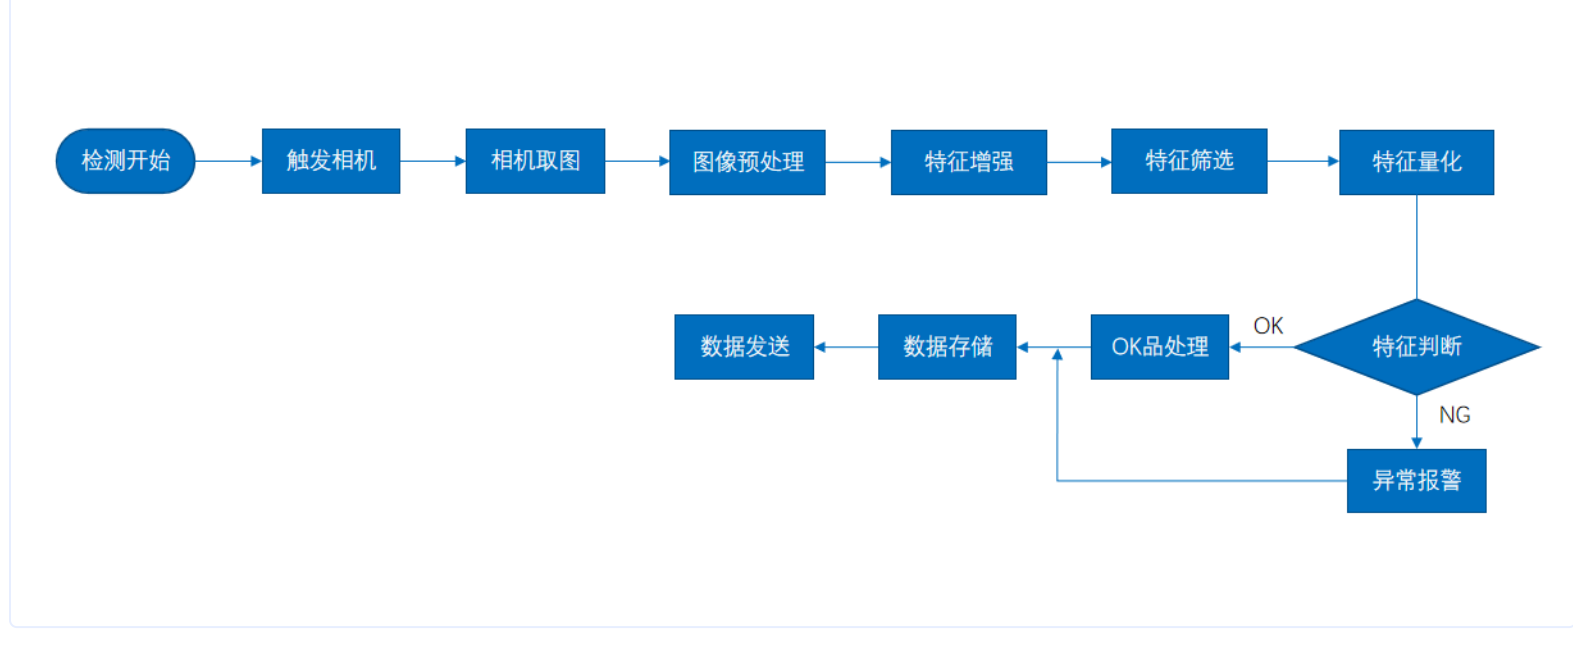 检测开始
触发相机
相机取图
图像预处理
特征增强
特征筛选
特征量化
特征判断
OK
OK品处理
数据存储
数据发送
NG
异常报警